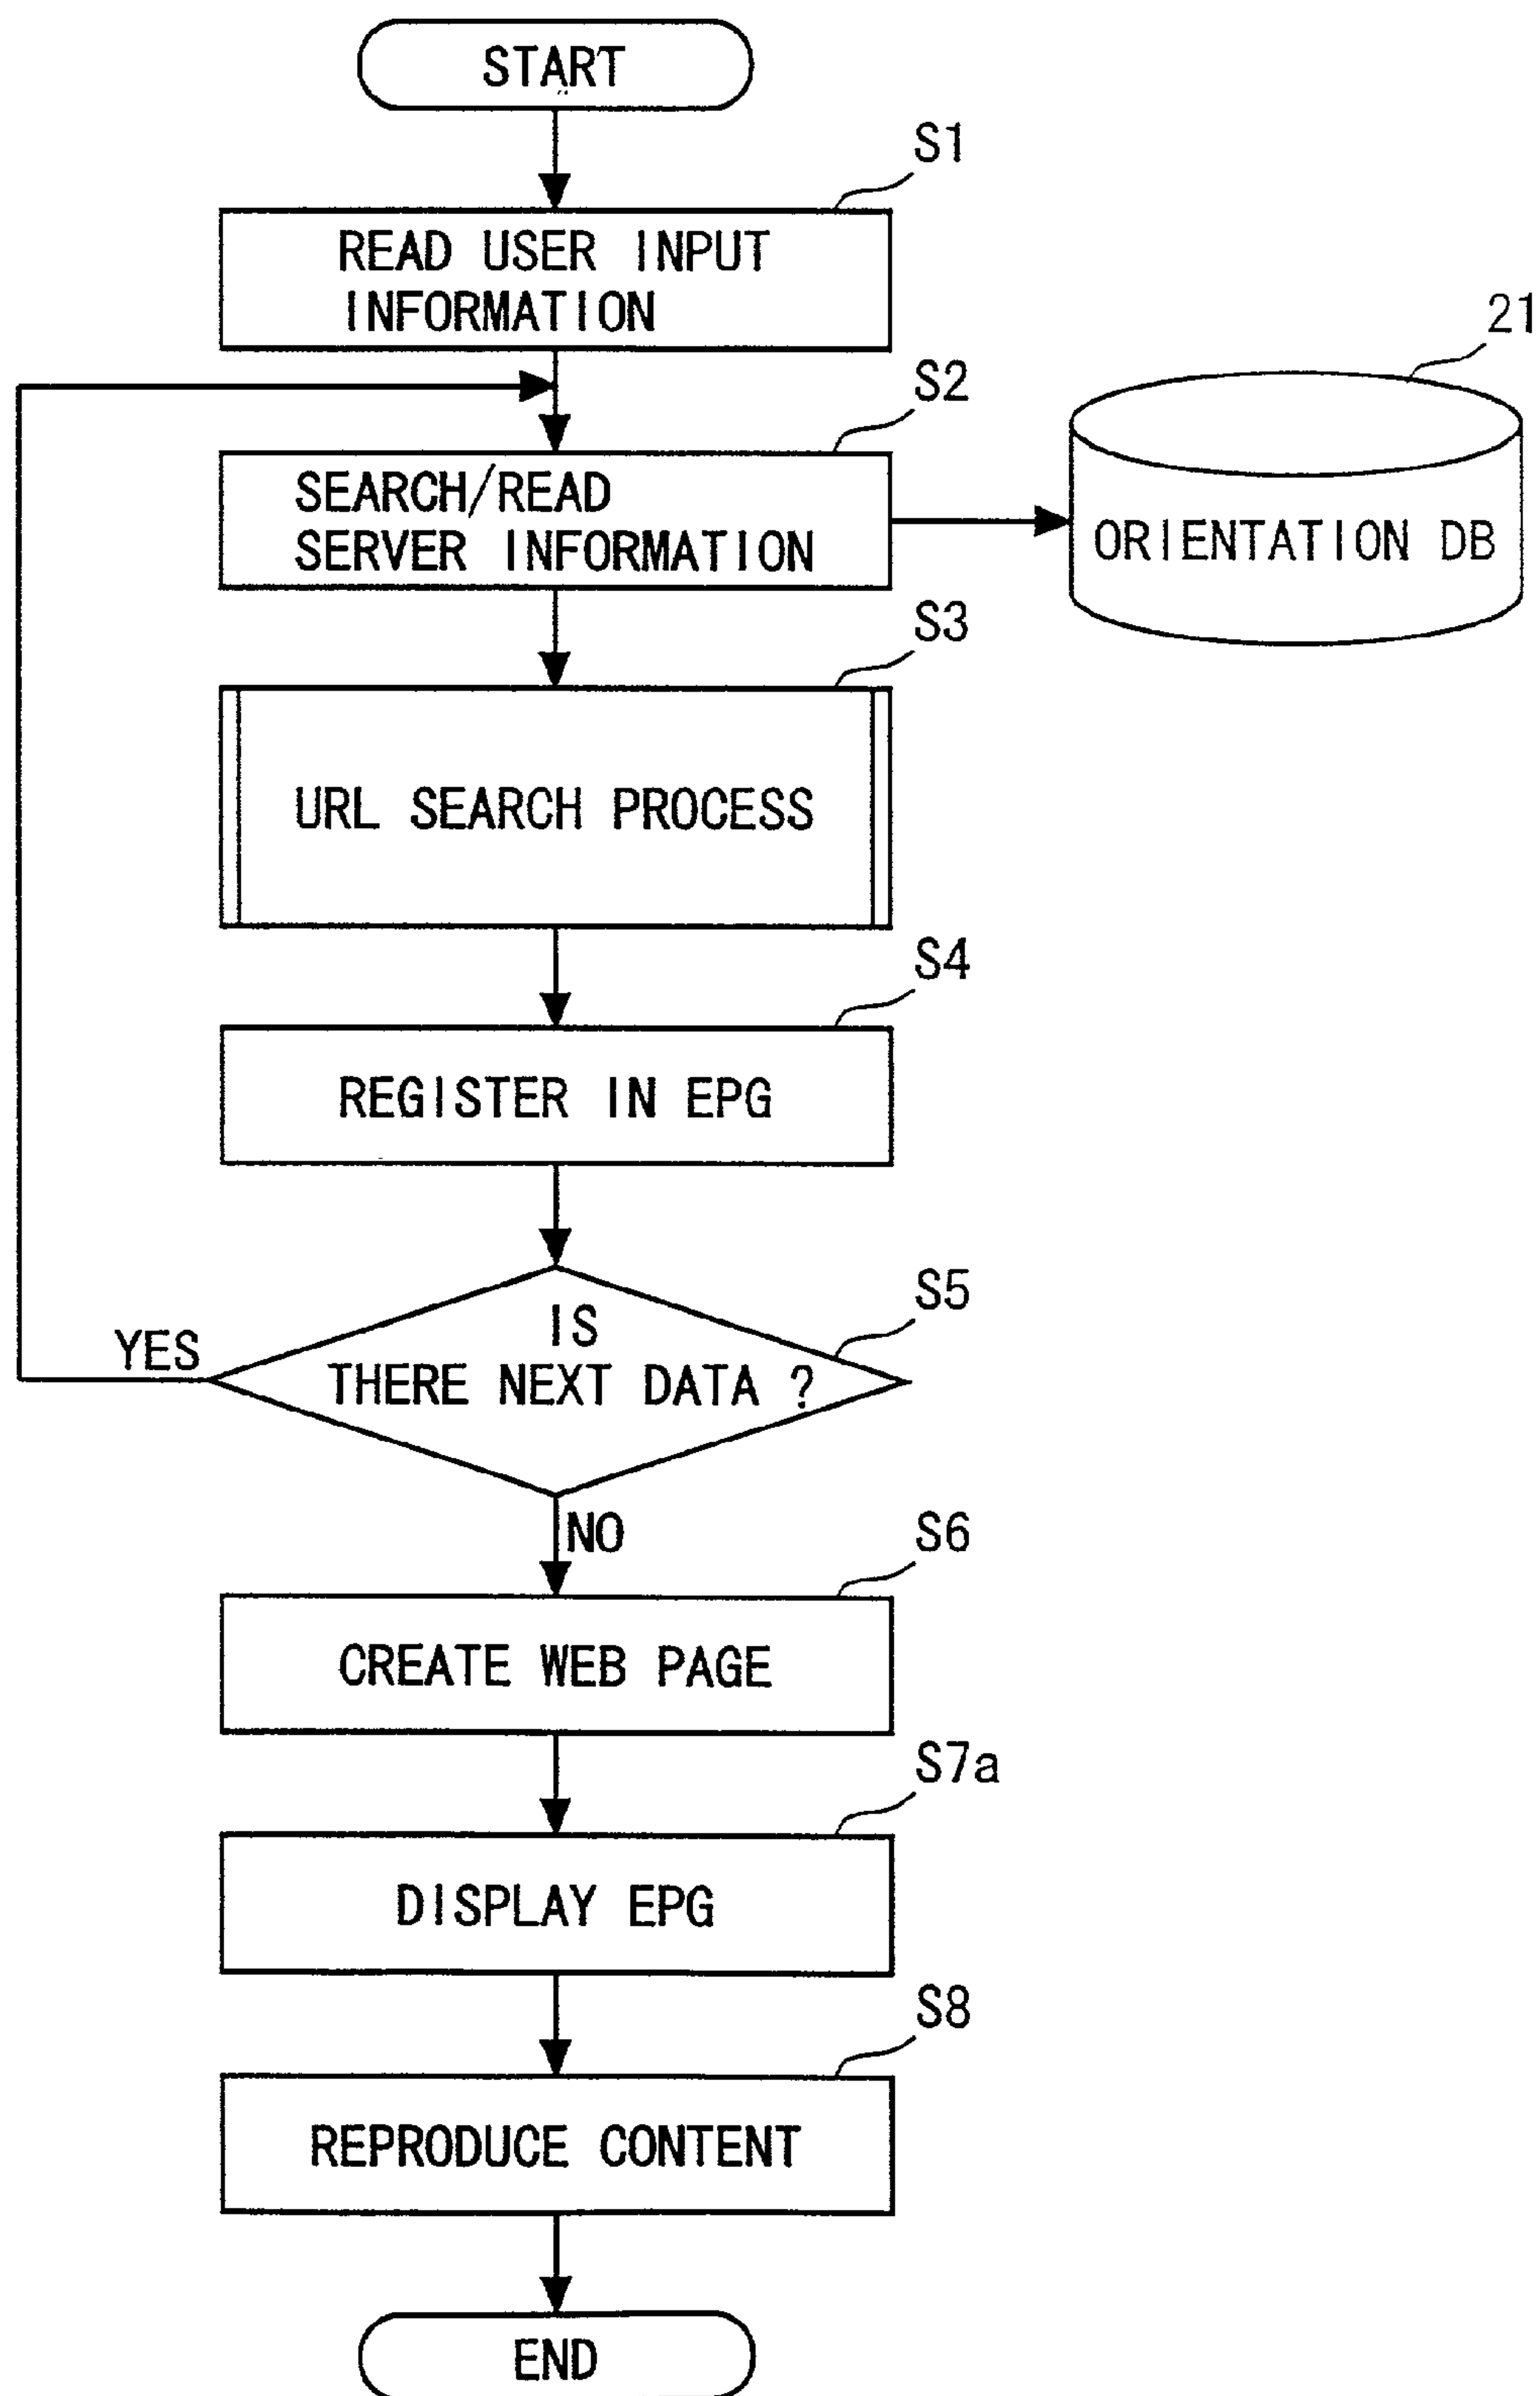 START
S1
READ USER INPUT
INFORMATION
21
S2
SEARCH/READ
SERVER INFORMATION
ORIENTATION DB
S3
URL SEARCH PROCESS
S4
REGISTER IN EPG
S5
IS
THERE NEXT DATA ?
YES
NO
S6
CREATE WEB PAGE
S7a
DISPLAY EPG
S8
REPRODUCE CONTENT
END